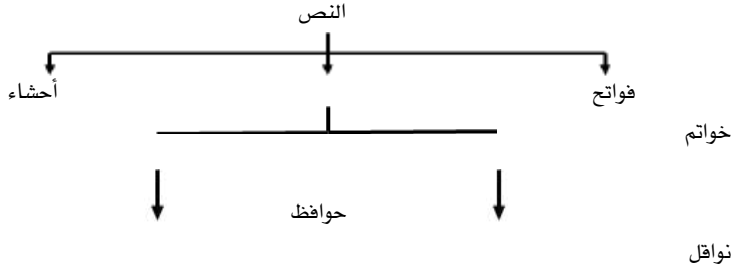 النص
فواتح أحشاء
خواتم
حوافظ
نواقل